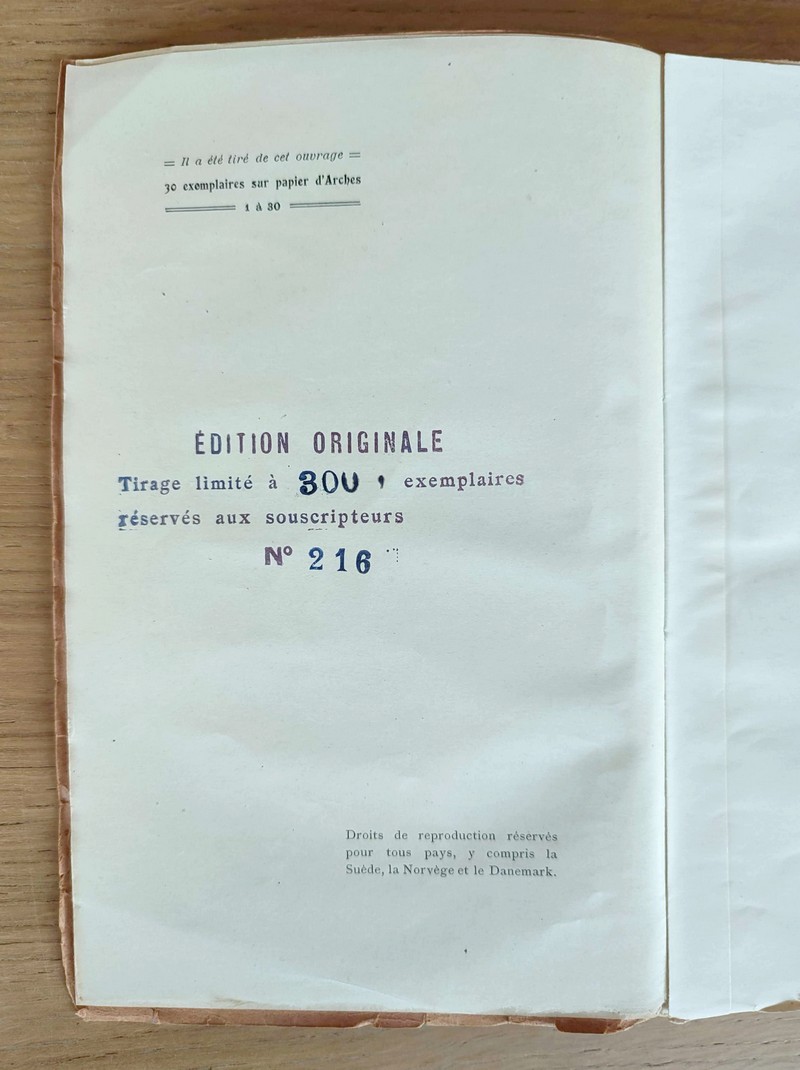 = Il a été tiré de cet ouvrage =
30 exemplaires sur papier d'Arches
1 à 30
ÉDITION ORIGINALE
Tirage limité à 300 exemplaires
réservés aux souscripteurs
Nº 216
Droits de reproduction réservés
pour tous pays, y compris la
Suède, la Norvège et le Danemark.